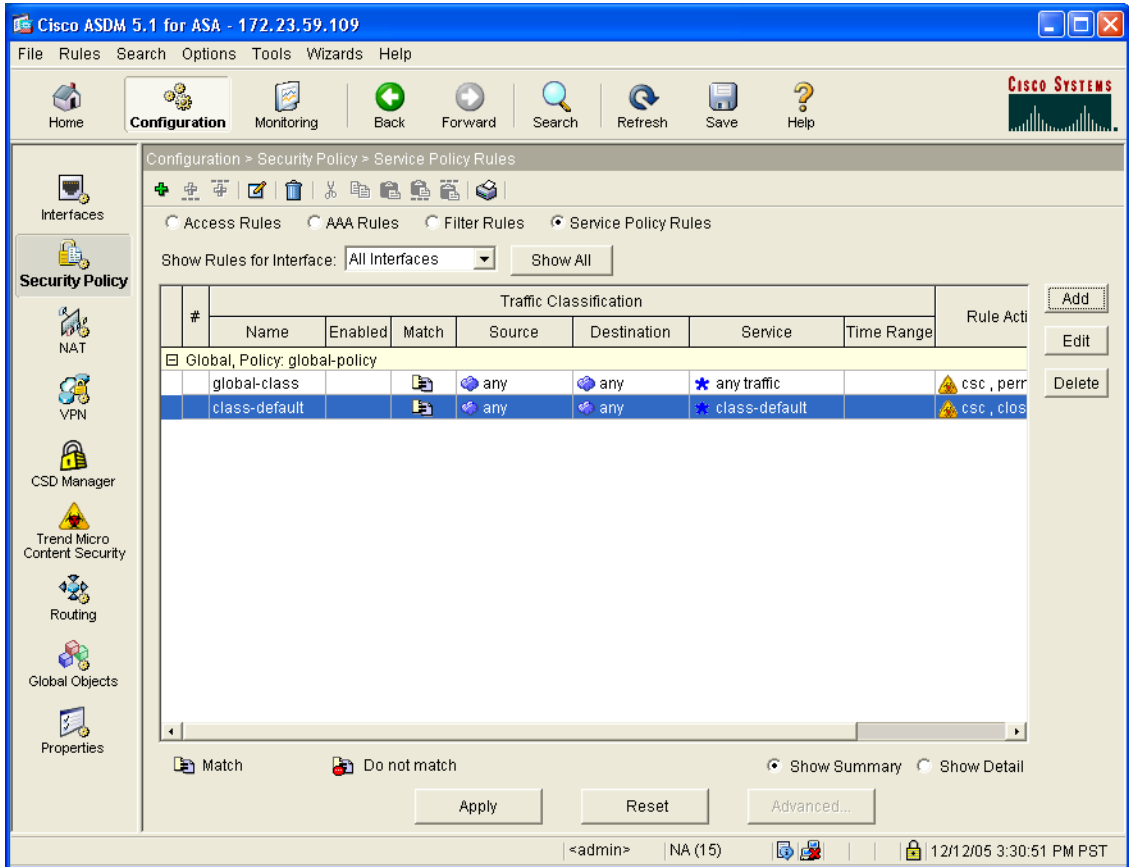 Cisco ASDM 5.1 for ASA - 172.23.59.109
File Rules Search Options Tools Wizards Help
Home Configuration Monitoring Back Forward Search Refresh Save Help
CISCO SYSTEMS
Configuration > Security Policy > Service Policy Rules
Interfaces
Security Policy
NAT
VPN
CSD Manager
Trend Micro
Content Security
Routing
Global Objects
Properties
Access Rules AAA Rules Filter Rules Service Policy Rules
Show Rules for Interface: All Interfaces Show All
# Traffic Classification Rule Acti
Name Enabled Match Source Destination Service Time Range
Global, Policy: global-policy
global-class any any any traffic csc , perr
class-default any any class-default csc , clos
Add
Edit
Delete
Match Do not match Show Summary Show Detail
Apply Reset Advanced...
<admin> NA (15) 12/12/05 3:30:51 PM PST